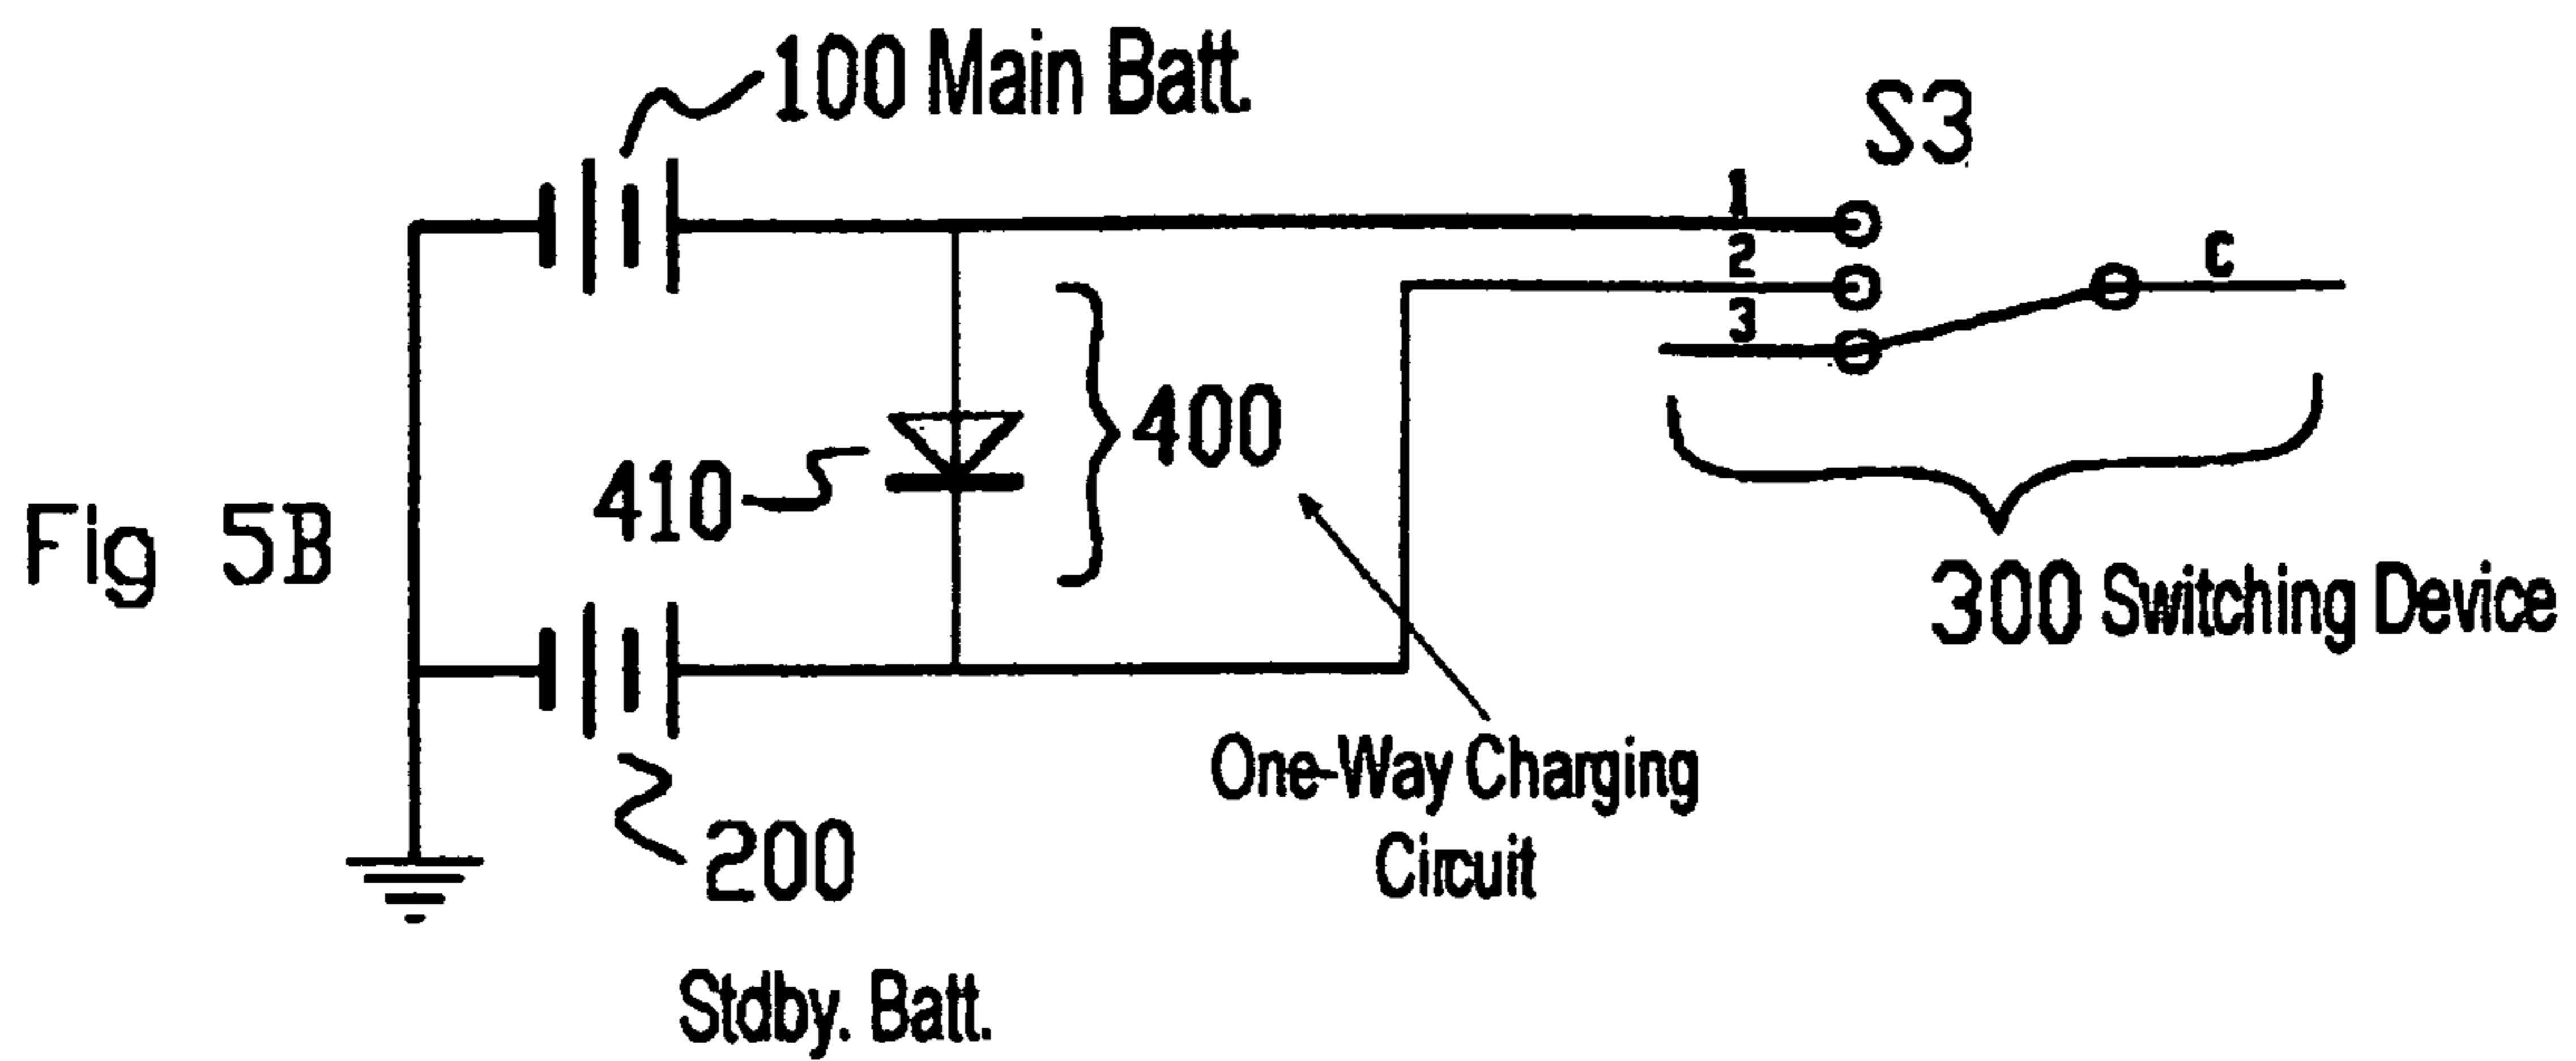 100 Main Batt.
S3
1
2
3
C
400
410
Fig 5B
300 Switching Device
One-Way Charging
Circuit
200
Stdby. Batt.